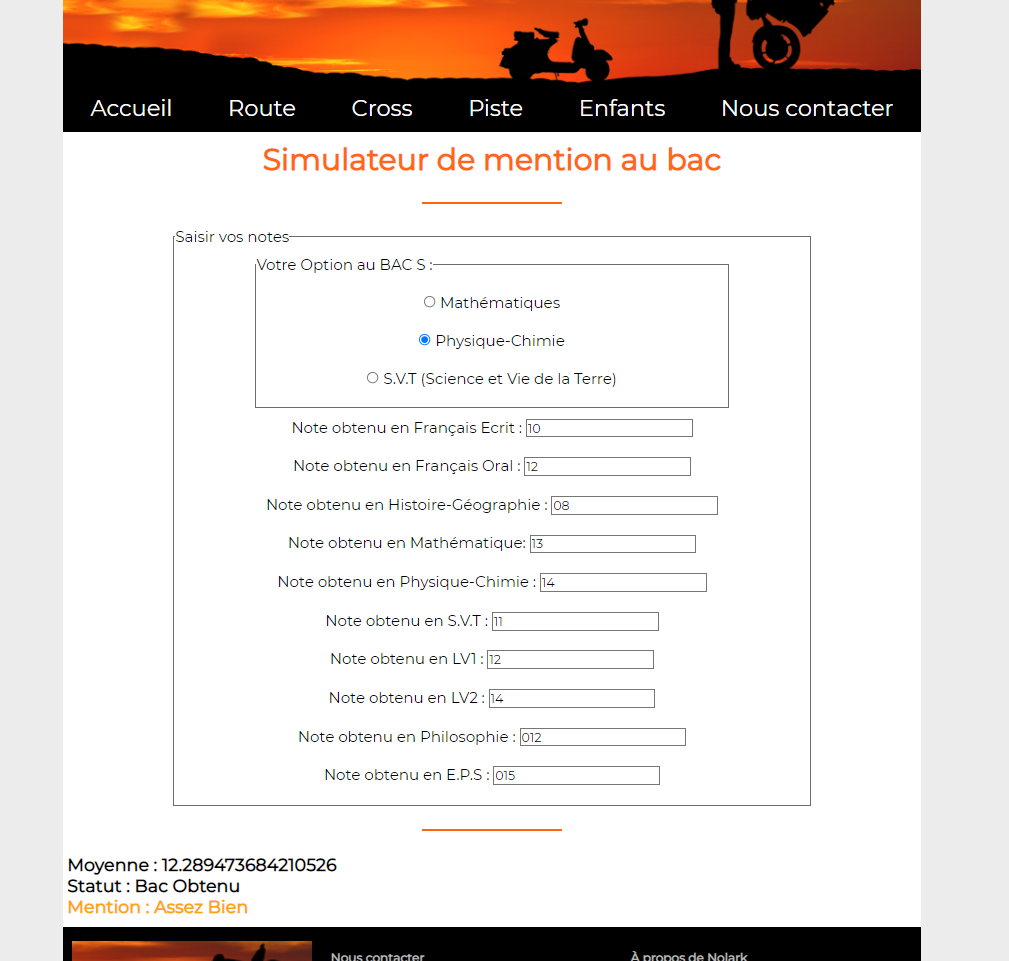 Accueil Route Cross Piste Enfants Nous contacter
Simulateur de mention au bac
Saisir vos notes
Votre Option au BAC S :
Mathématiques
Physique-Chimie
S.V.T (Science et Vie de la Terre)
Note obtenu en Français Ecrit : 10
Note obtenu en Français Oral : 12
Note obtenu en Histoire-Géographie : 08
Note obtenu en Mathématique: 13
Note obtenu en Physique-Chimie : 14
Note obtenu en S.V.T : 11
Note obtenu en LV1 : 12
Note obtenu en LV2 : 14
Note obtenu en Philosophie : 012
Note obtenu en E.P.S : 015
Moyenne : 12.289473684210526
Statut : Bac Obtenu
Mention : Assez Bien
Nous contacter À propos de Nolark